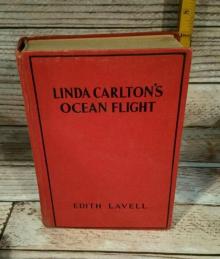 LINDA CARLTON'S
OCEAN FLIGHT
EDITH LAVELL